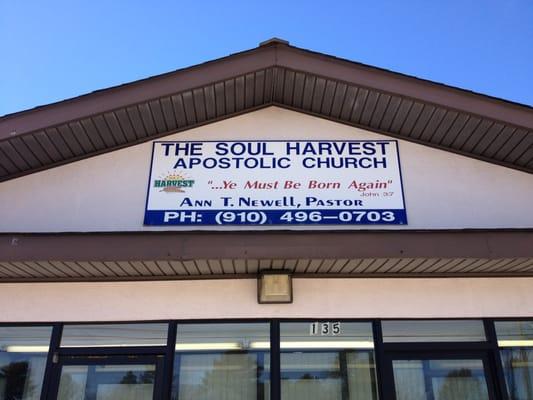 THE SOUL HARVEST
APOSTOLIC CHURCH
HARVEST
"...Ye Must Be Born Again"
John 3:7
ANN T. NEWELL, PASTOR
PH: (910) 496-0703
135